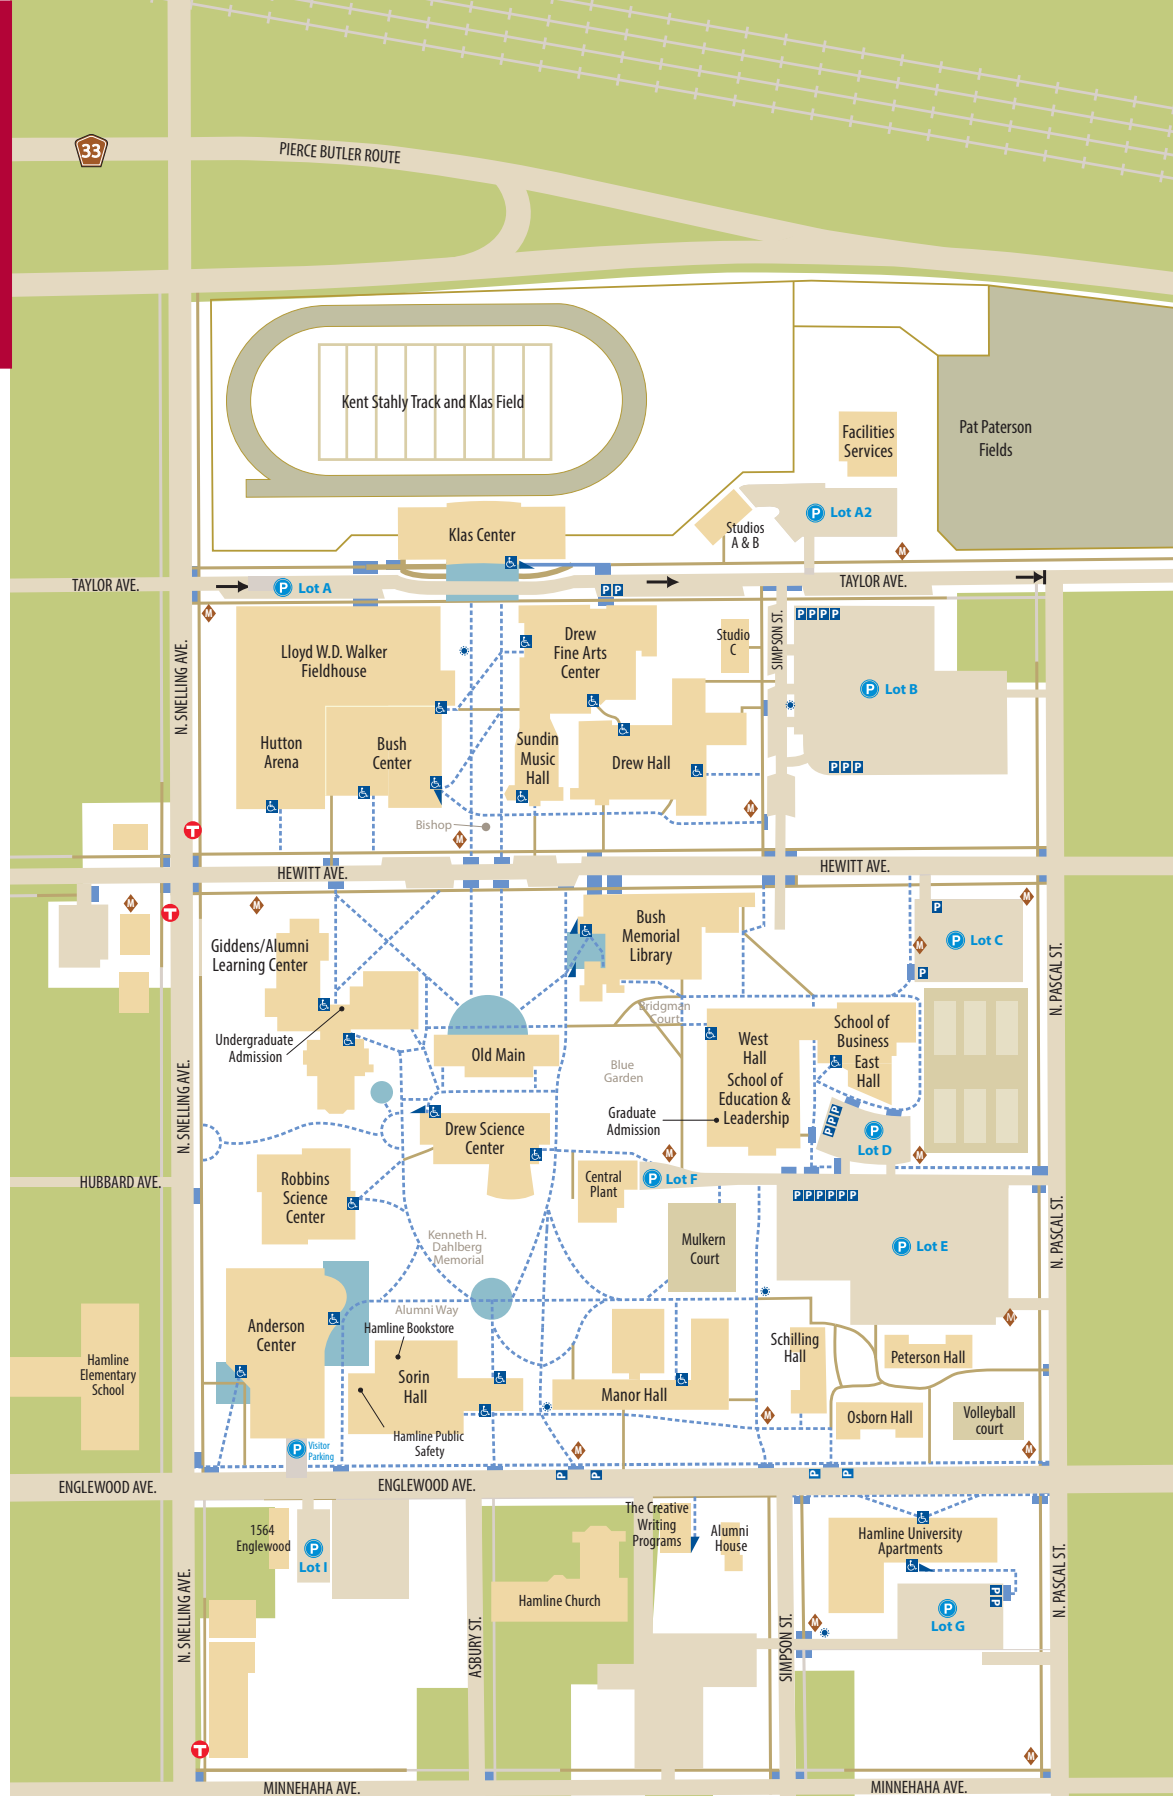 33
PIERCE BUTLER ROUTE
Kent Stahly Track and Klas Field
Facilities
Services
Pat Paterson
Fields
P Lot A2
Studios
A & B
Klas Center
M
TAYLOR AVE.
P Lot A
P P
TAYLOR AVE.
M
N. SNELLING AVE.
Lloyd W.D. Walker
Fieldhouse
Drew
Fine Arts
Center
Studio
C
SIMPSON ST.
P P P P
P Lot B
Hutton
Arena
Bush
Center
Sundin
Music
Hall
Drew Hall
P P P
M
Bishop
M
T
HEWITT AVE.
HEWITT AVE.
M
T
M
M
Giddens/Alumni
Learning Center
Bush
Memorial
Library
P
P Lot C
M
P
N. PASCAL ST.
Undergraduate
Admission
Bridgman
Court
Old Main
Blue
Garden
West
Hall
School of
Education &
Leadership
School of
Business
East
Hall
Graduate
Admission
N. SNELLING AVE.
Drew Science
Center
P P P
P
Lot D
M
M
HUBBARD AVE.
Robbins
Science
Center
Central
Plant
P Lot F
P P P P P P
Mulkern
Court
P Lot E
N. PASCAL ST.
Kenneth H.
Dahlberg
Memorial
Alumni Way
Hamline Bookstore
M
Anderson
Center
Schilling
Hall
Peterson Hall
Hamline
Elementary
School
Sorin
Hall
Manor Hall
M
Osborn Hall
Volleyball
court
Hamline Public
Safety
P
Visitor
Parking
M
M
P P
P P
ENGLEWOOD AVE.
ENGLEWOOD AVE.
1564
Englewood
P
Lot I
The Creative
Writing
Programs
Alumni
House
Hamline University
Apartments
N. SNELLING AVE.
Hamline Church
P P
P
Lot G
M
N. PASCAL ST.
ASBURY ST.
SIMPSON ST.
T
M
MINNEHAHA AVE.
MINNEHAHA AVE.